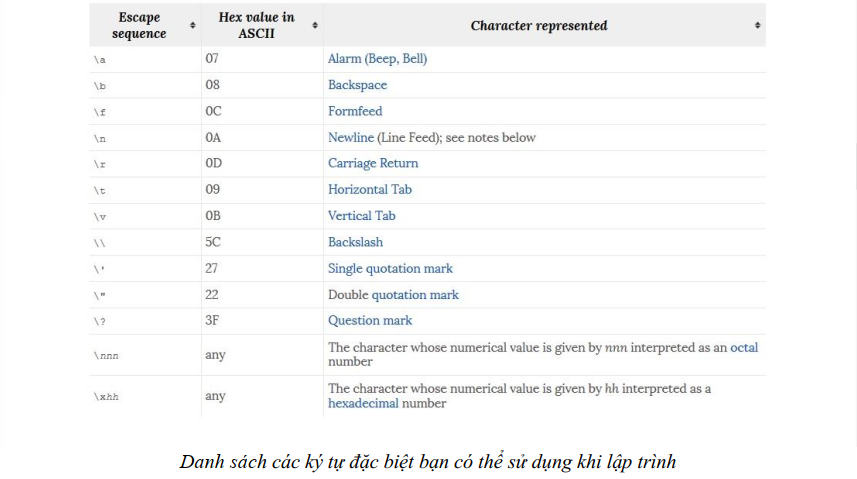 Escape sequence Hex value in ASCII Character represented
\a 07 Alarm (Beep, Bell)
\b 08 Backspace
\f 0C Formfeed
\n 0A Newline (Line Feed); see notes below
\r 0D Carriage Return
\t 09 Horizontal Tab
\v 0B Vertical Tab
\\ 5C Backslash
\' 27 Single quotation mark
\" 22 Double quotation mark
\? 3F Question mark
\nnn any The character whose numerical value is given by nnn interpreted as an octal
number
\xhh any The character whose numerical value is given by hh interpreted as a
hexadecimal number
Danh sách các ký tự đặc biệt bạn có thể sử dụng khi lập trình